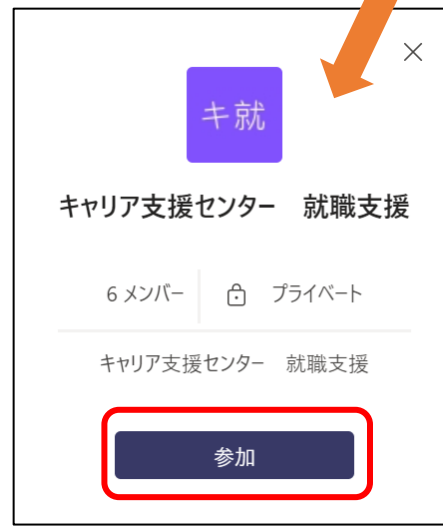 キ就
キャリア支援センター　就職支援
6 メンバー　プライベート
キャリア支援センター　就職支援
参加